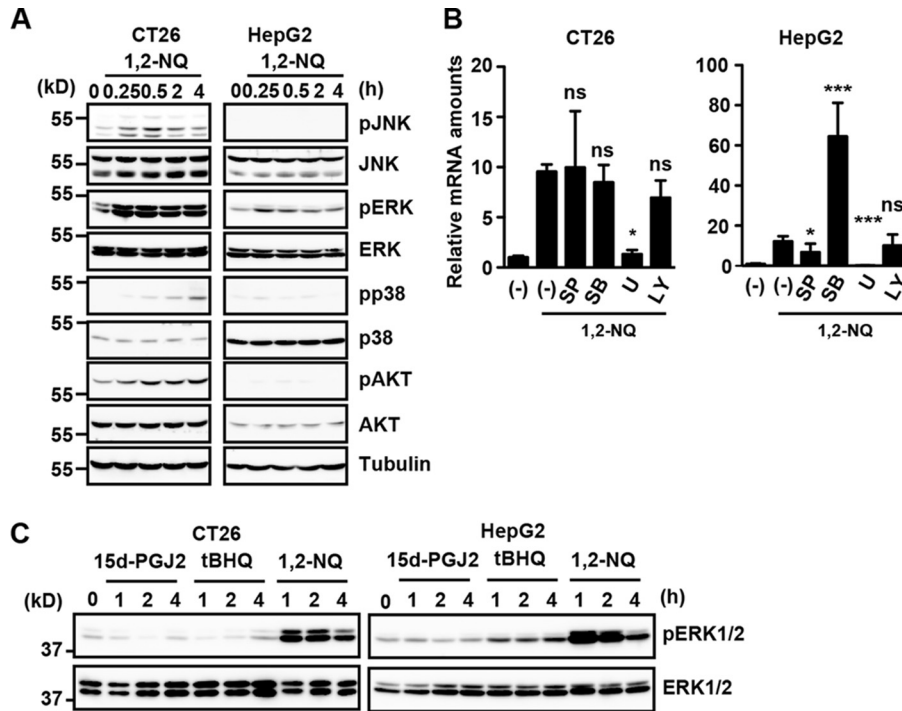 A
CT26 HepG2
1,2-NQ 1,2-NQ
(kD) 0 0.25 0.5 2 4 0 0.25 0.5 2 4 (h)
55 pJNK
55 JNK
55 pERK
ERK
55 pp38
55 p38
55 pAKT
55 AKT
55 Tubulin
B
CT26
Relative mRNA amounts
20
15
10
5
0
ns
ns
*
ns
(-) (-) SP SB U LY
1,2-NQ
HepG2
100
80
60
40
20
0
*
***
***
ns
(-) (-) SP SB U LY
1,2-NQ
C
CT26 HepG2
15d-PGJ2 tBHQ 1,2-NQ 15d-PGJ2 tBHQ 1,2-NQ
(kD) 0 1 2 4 1 2 4 1 2 4 0 1 2 4 1 2 4 1 2 4 (h)
37 pERK1/2
37 ERK1/2